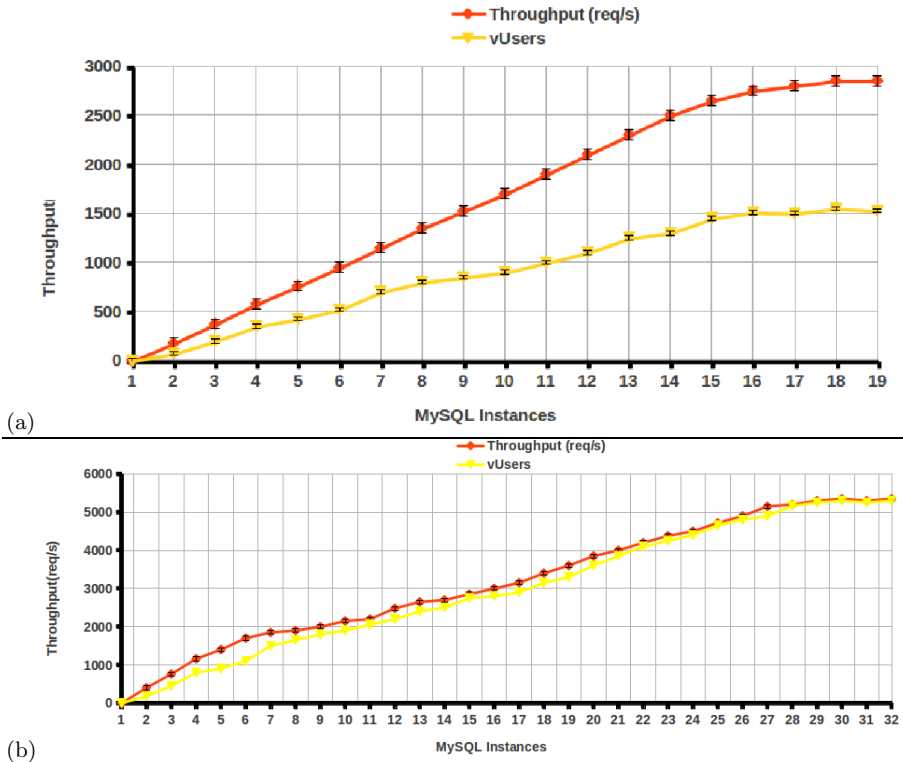 Throughput (req/s)
vUsers
3000
2500
2000
1500
1000
500
0
Throughput
1 2 3 4 5 6 7 8 9 10 11 12 13 14 15 16 17 18 19
MySQL Instances
(a)
Throughput (req/s)
vUsers
6000
5000
4000
3000
2000
1000
0
Throughput(req/s)
1 2 3 4 5 6 7 8 9 10 11 12 13 14 15 16 17 18 19 20 21 22 23 24 25 26 27 28 29 30 31 32
MySQL Instances
(b)